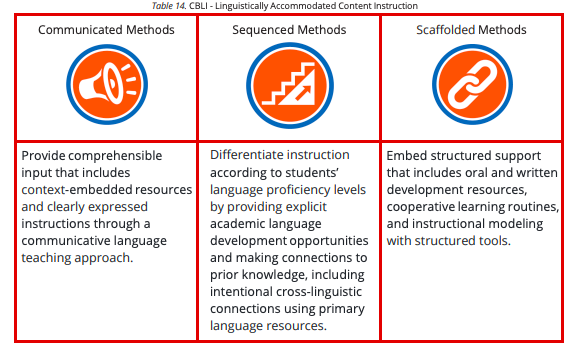 Table 14. CBLI - Linguistically Accommodated Content Instruction
Communicated Methods
Sequenced Methods
Scaffolded Methods
Provide comprehensible
input that includes
context-embedded resources
and clearly expressed
instructions through a
communicative language
teaching approach.
Differentiate instruction
according to students’
language proficiency levels
by providing explicit
academic language
development opportunities
and making connections to
prior knowledge, including
intentional cross-linguistic
connections using primary
language resources.
Embed structured support
that includes oral and written
development resources,
cooperative learning routines,
and instructional modeling
with structured tools.